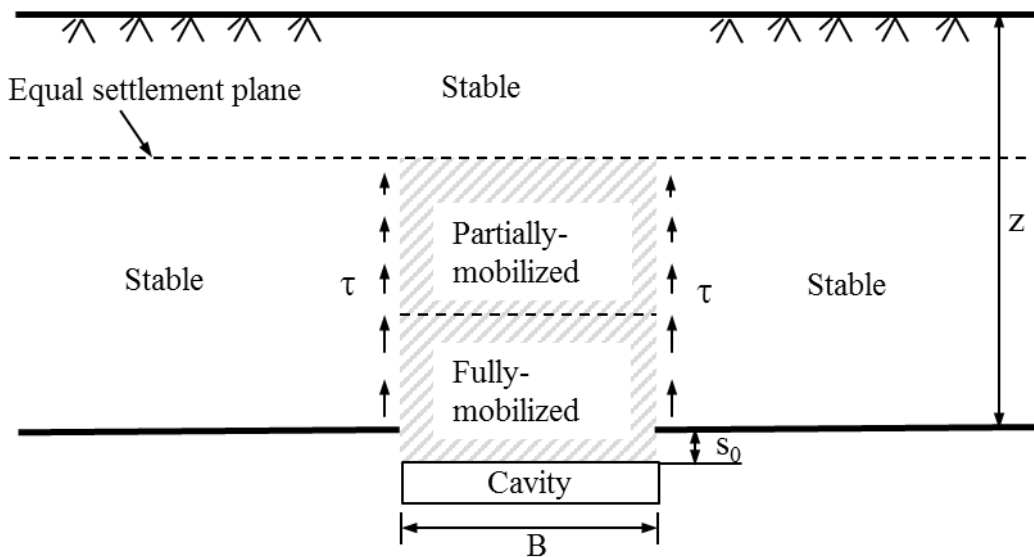 Stable
Equal settlement plane
Z
Partially-
mobilized
Stable
τ
τ
Stable
Fully-
mobilized
s0
Cavity
B